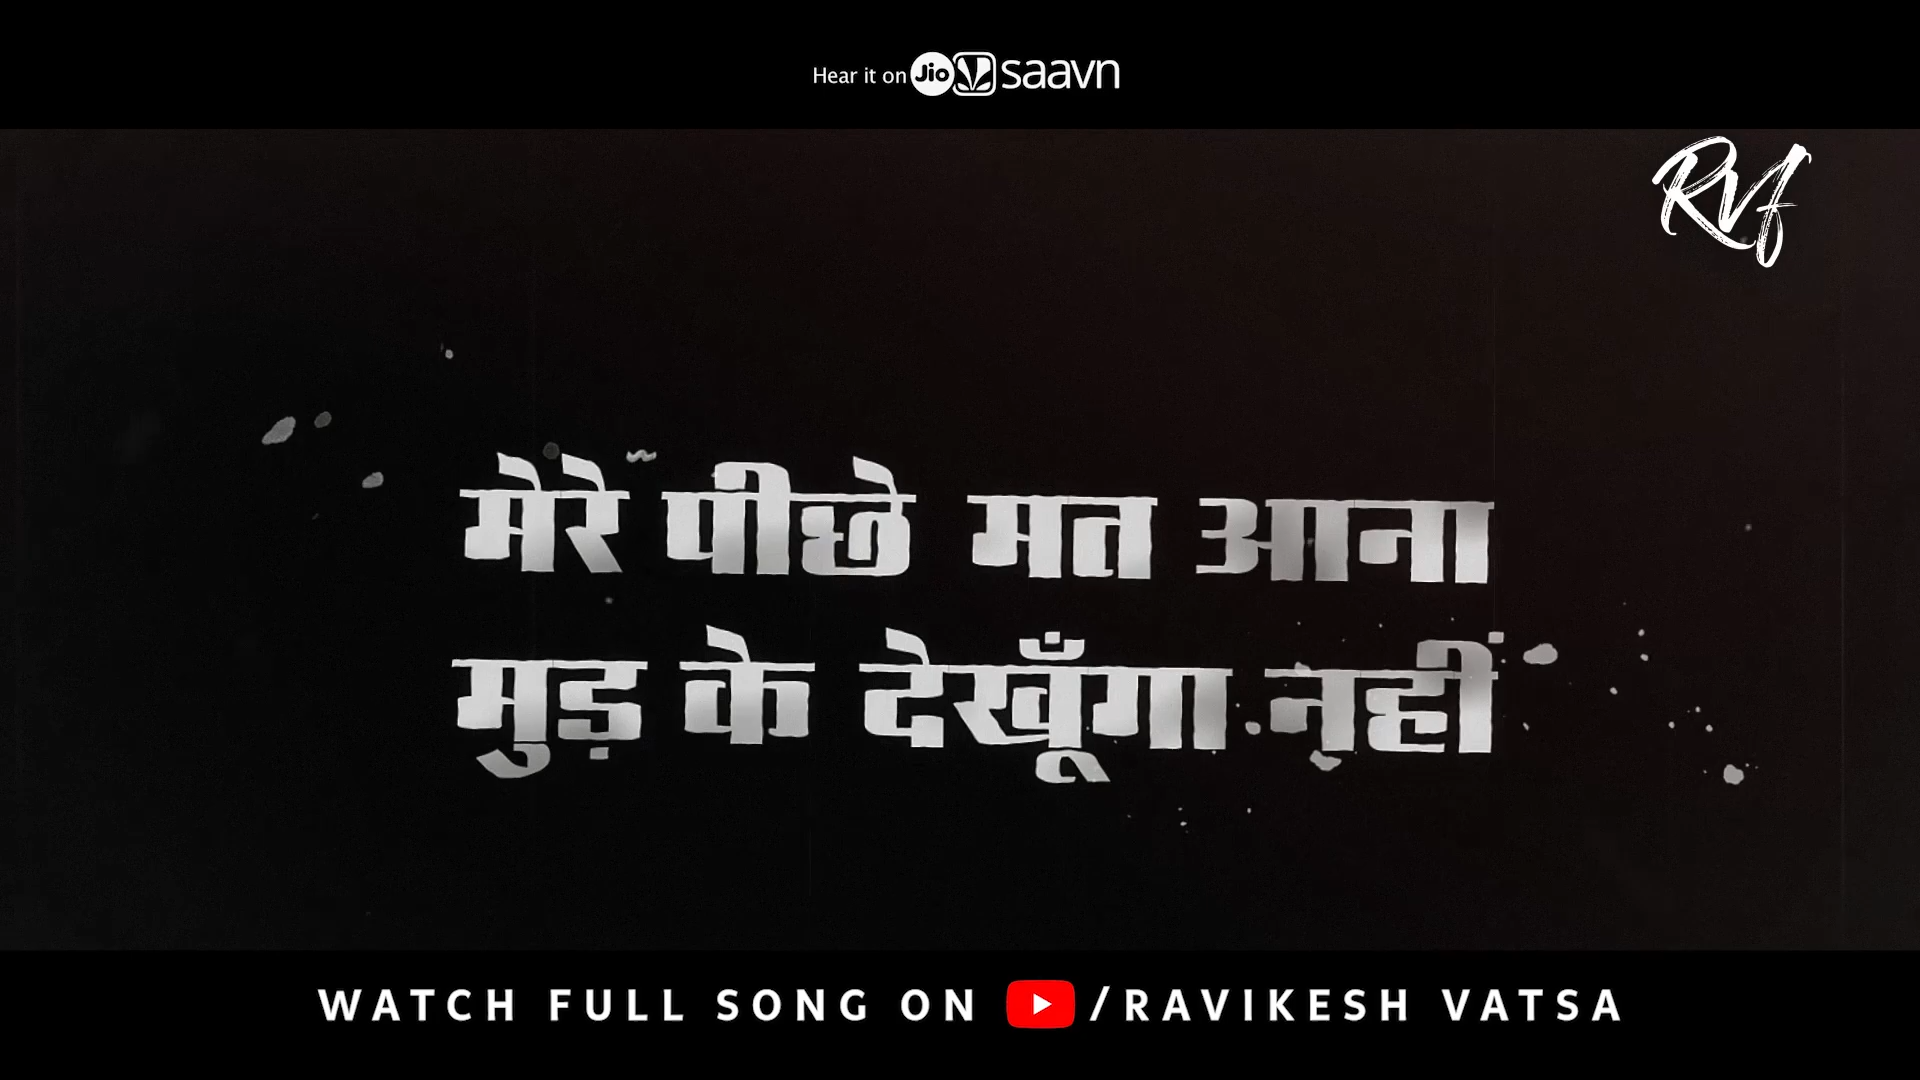 Hear it on Jio saavn
Rvf
मेरे पीछे मत आना
मुड़ के देखूँगा नहीं
WATCH FULL SONG ON /RAVIKESH VATSA